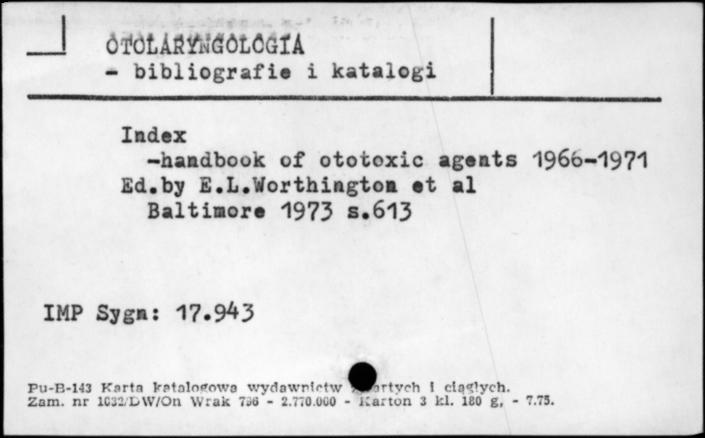 OTOLARYNGOLOGIA
- bibliografie i katalogi
Index
-handbook of ototoxic agents 1966-1971
Ed.by E.L.Worthington et al
Baltimore 1973 s.613
IMP Sygn: 17.943
Pu-B-143 Karta katalogowa wydawnictw i ciągłych.
Zam. nr 1032/DW/On Wrak 796 - 2.770.000 - Karton 3 kl. 180 g, - 7.75.